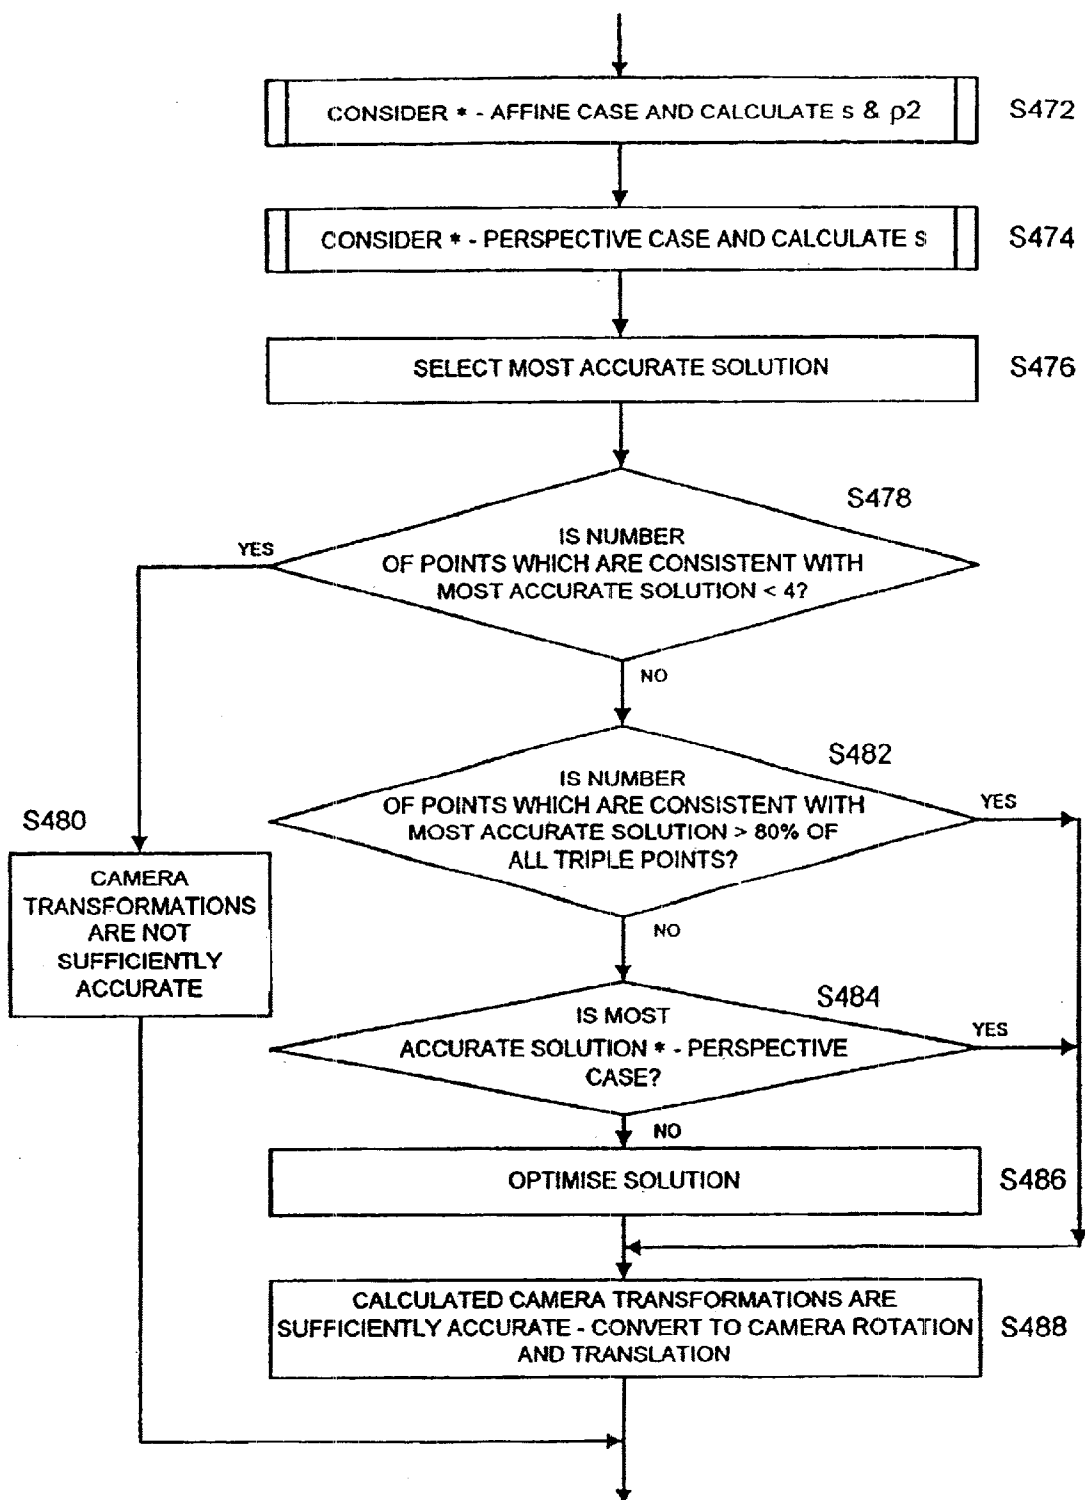 CONSIDER * - AFFINE CASE AND CALCULATE s & ρ2
S472
CONSIDER * - PERSPECTIVE CASE AND CALCULATE s
S474
SELECT MOST ACCURATE SOLUTION
S476
S478
IS NUMBER
OF POINTS WHICH ARE CONSISTENT WITH
MOST ACCURATE SOLUTION < 4?
YES
NO
S482
IS NUMBER
OF POINTS WHICH ARE CONSISTENT WITH
MOST ACCURATE SOLUTION > 80% OF
ALL TRIPLE POINTS?
YES
NO
S480
CAMERA
TRANSFORMATIONS
ARE NOT
SUFFICIENTLY
ACCURATE
S484
IS MOST
ACCURATE SOLUTION * - PERSPECTIVE
CASE?
YES
NO
OPTIMISE SOLUTION
S486
CALCULATED CAMERA TRANSFORMATIONS ARE
SUFFICIENTLY ACCURATE - CONVERT TO CAMERA ROTATION
AND TRANSLATION
S488